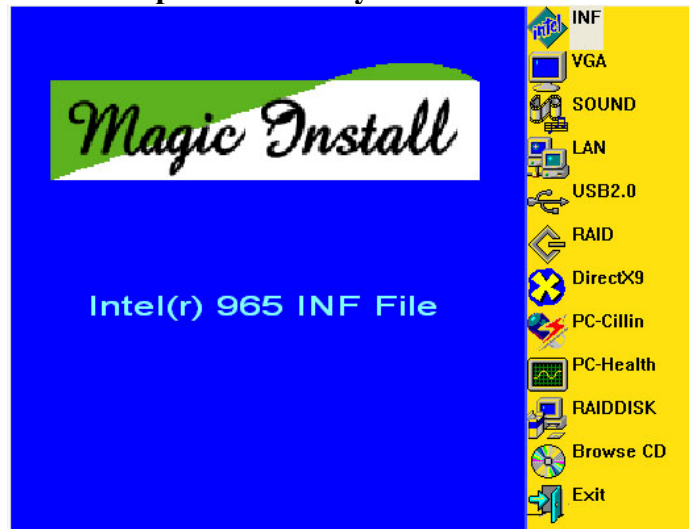 Magic Install
Intel(r) 965 INF File
intel
INF
VGA
SOUND
LAN
USB2.0
RAID
DirectX9
PC-Cillin
PC-Health
RAIDDISK
Browse CD
Exit